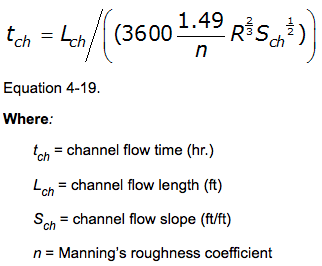 t_ch = L_ch / ((3600 1.49/n R^(2/3) S_ch^(1/2)))
Equation 4-19.
Where:
t_ch = channel flow time (hr.)
L_ch = channel flow length (ft)
S_ch = channel flow slope (ft/ft)
n = Manning's roughness coefficient